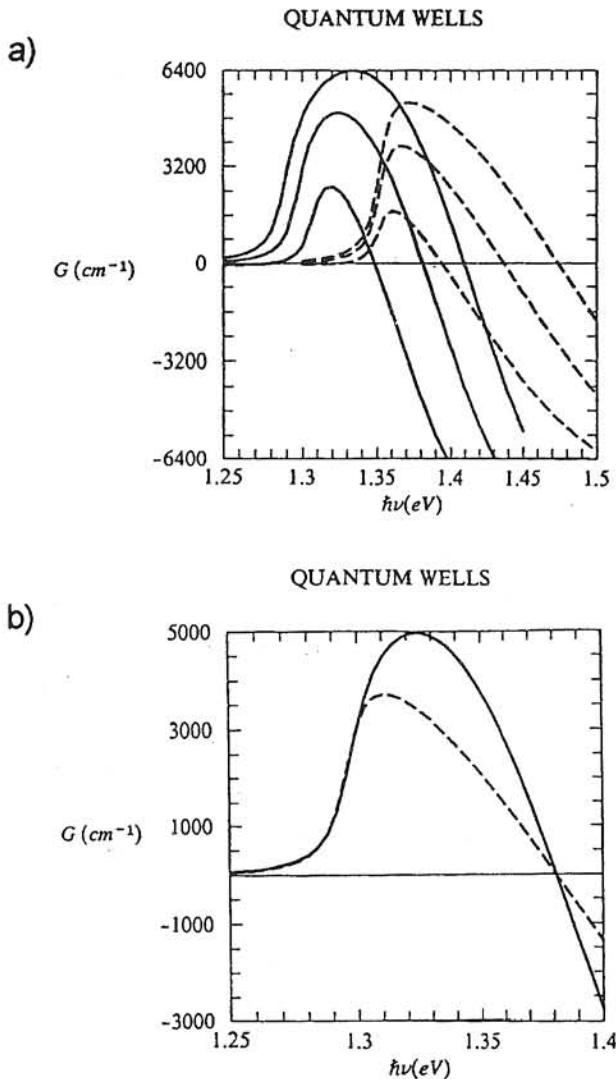 QUANTUM WELLS
a)
6400
3200
0
G (cm⁻¹)
-3200
-6400
1.25 1.3 1.35 1.4 1.45 1.5
ℏν(eV)
QUANTUM WELLS
b)
5000
3000
1000
G (cm⁻¹)
-1000
-3000
1.25 1.3 1.35 1.4
ℏν(eV)